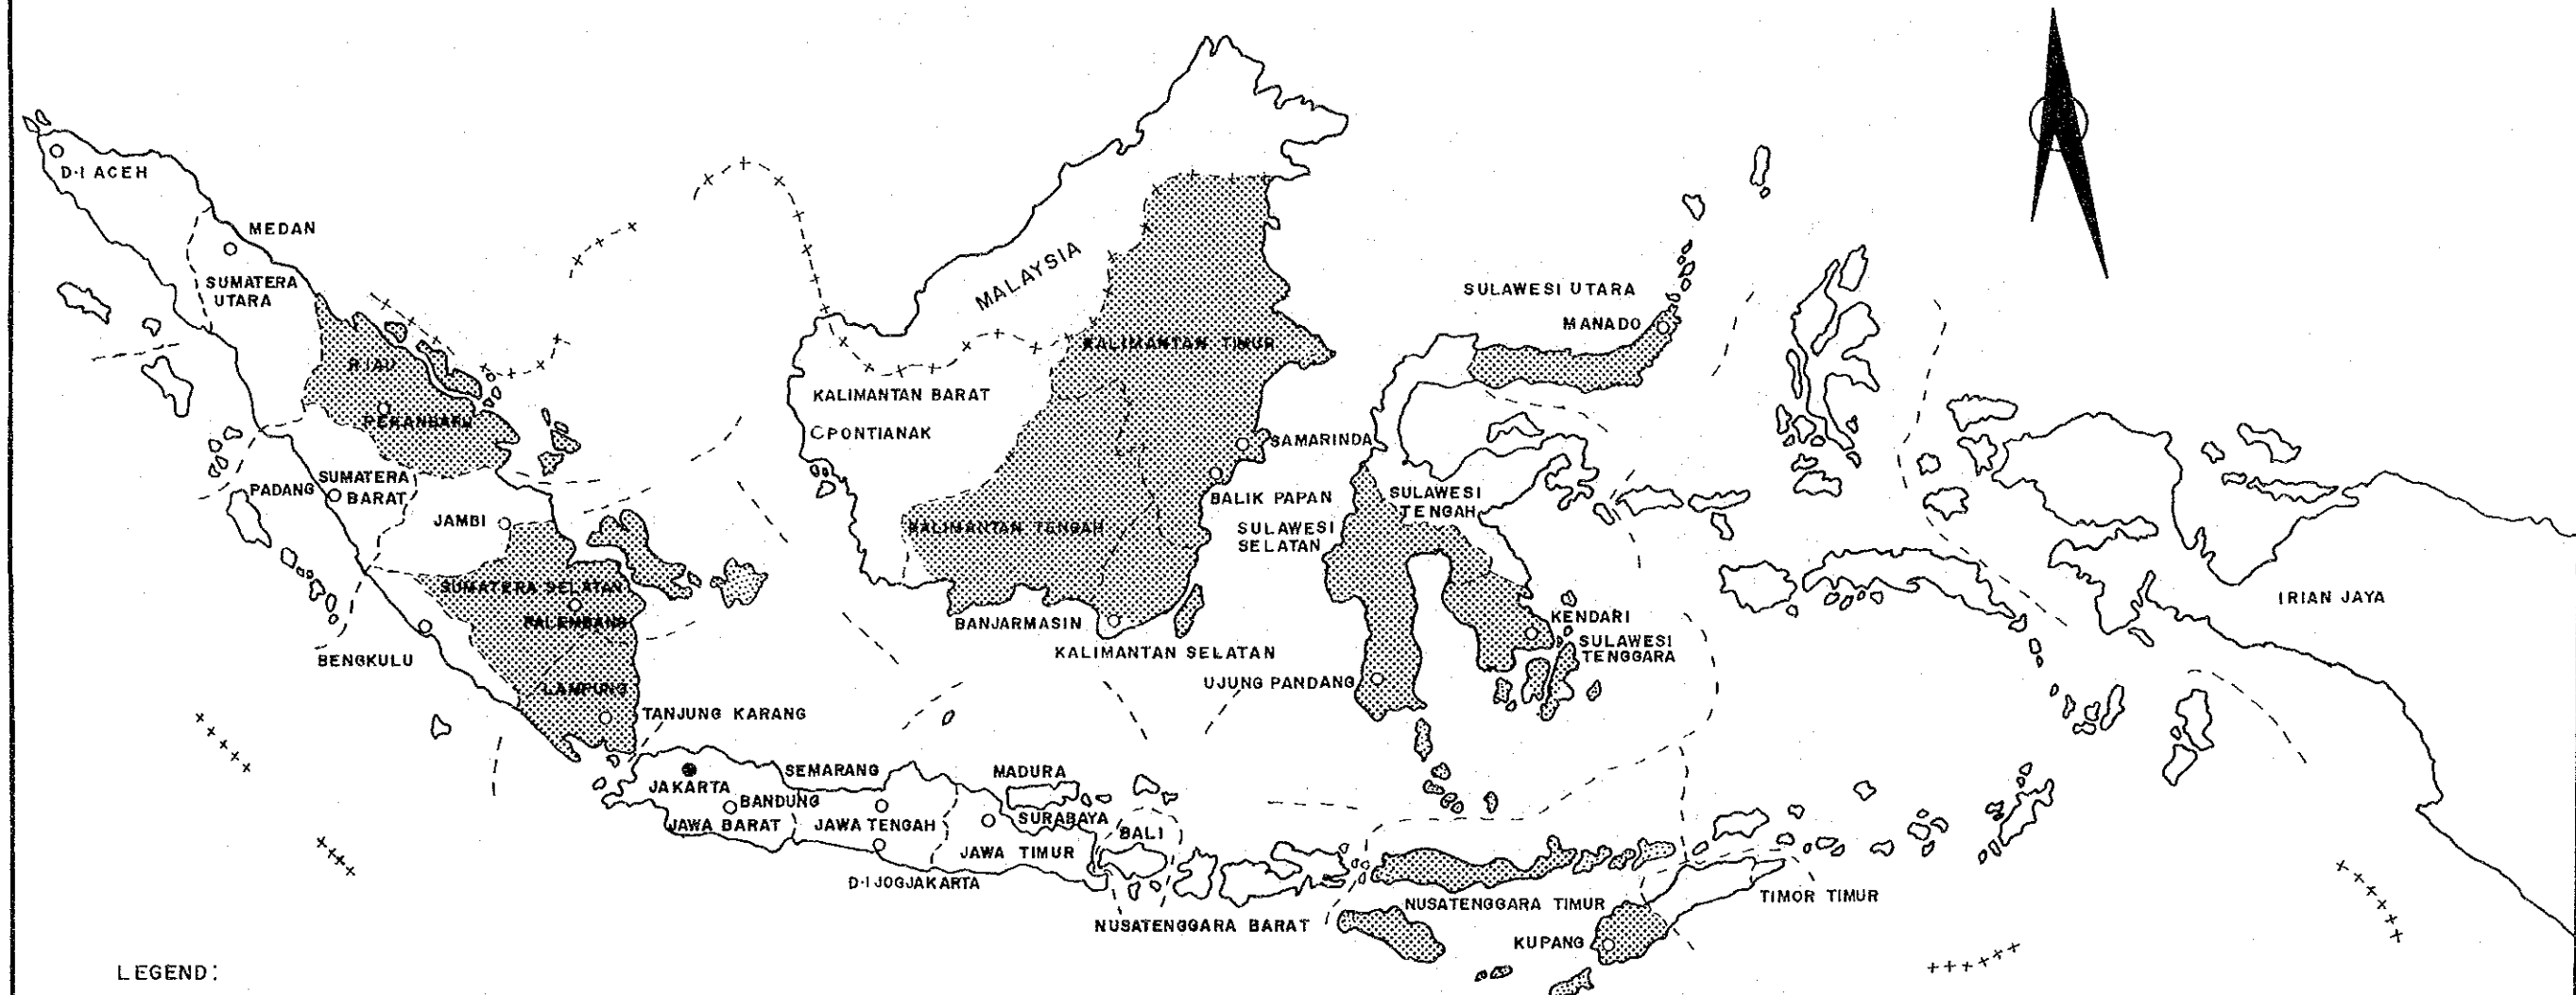 D·I ACEH
MEDAN
SUMATERA
UTARA
RIAU
PEKANBARU
PADANG
SUMATERA
BARAT
JAMBI
SUMATERA SELATAN
PALEMBANG
BENGKULU
LAMPUNG
TANJUNG KARANG
MALAYSIA
KALIMANTAN TIMUR
KALIMANTAN BARAT
PONTIANAK
SAMARINDA
BALIK PAPAN
KALIMANTAN TENGAH
BANJARMASIN
KALIMANTAN SELATAN
SULAWESI UTARA
MANADO
SULAWESI
TENGAH
SULAWESI
SELATAN
KENDARI
SULAWESI
TENGGARA
UJUNG PANDANG
IRIAN JAYA
JAKARTA
BANDUNG
JAWA BARAT
SEMARANG
JAWA TENGAH
D·I JOGJAKARTA
MADURA
SURABAYA
JAWA TIMUR
BALI
NUSATENGGARA BARAT
NUSATENGGARA TIMUR
KUPANG
TIMOR TIMUR
LEGEND: